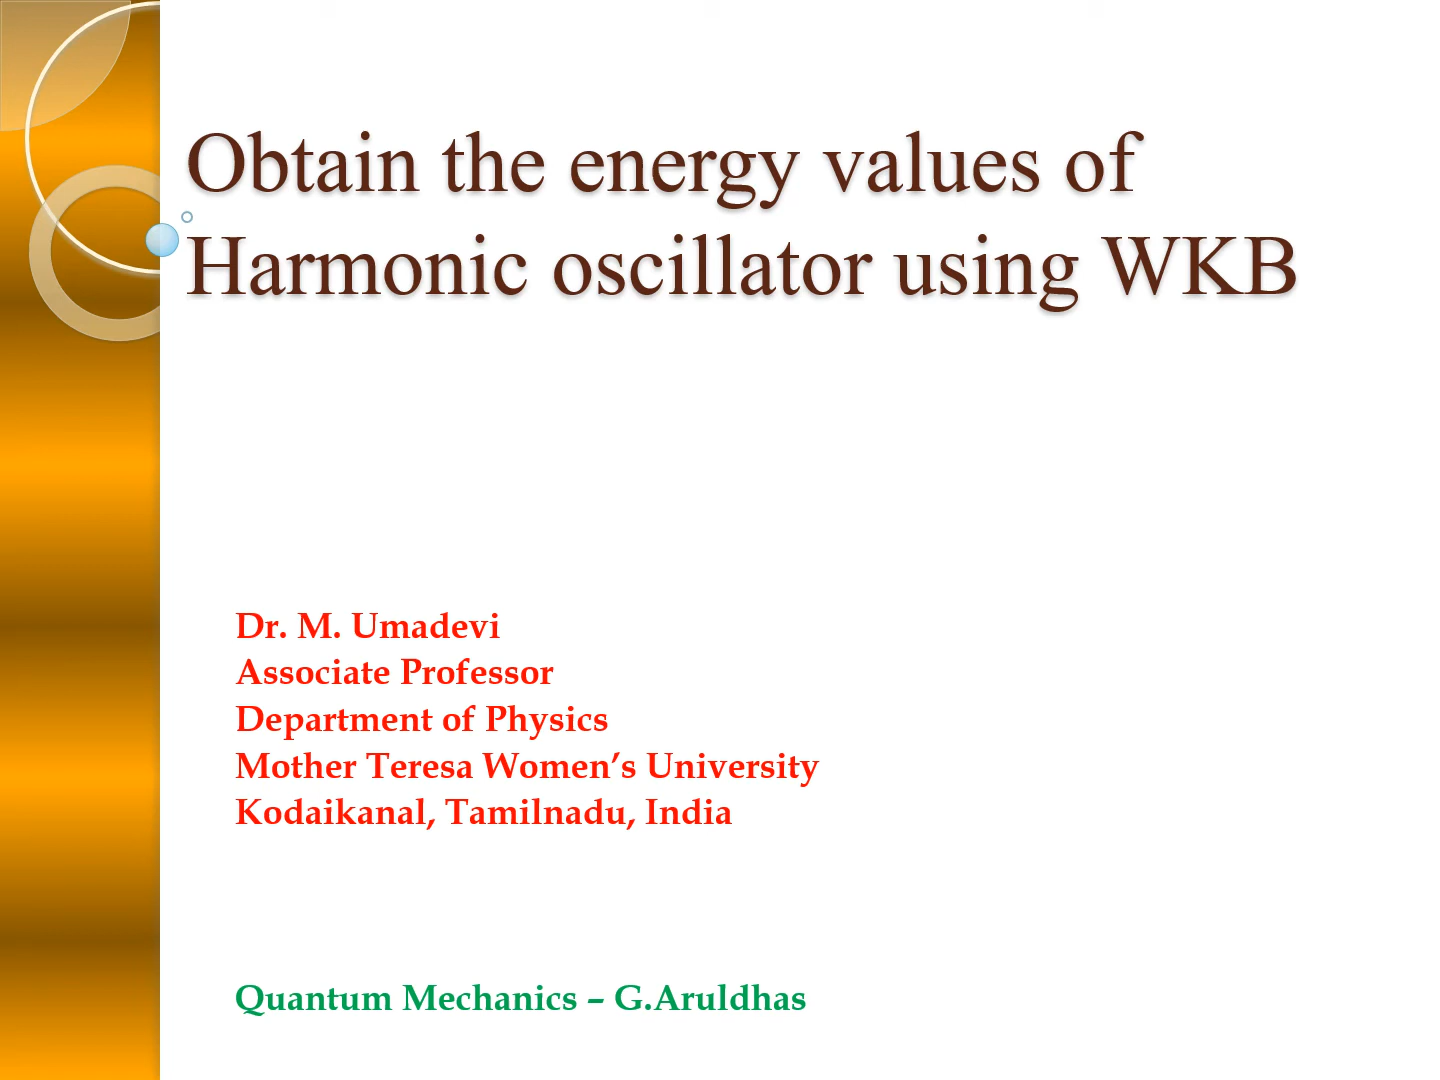 Obtain the energy values of
Harmonic oscillator using WKB
Dr. M. Umadevi
Associate Professor
Department of Physics
Mother Teresa Women’s University
Kodaikanal, Tamilnadu, India
Quantum Mechanics – G.Aruldhas